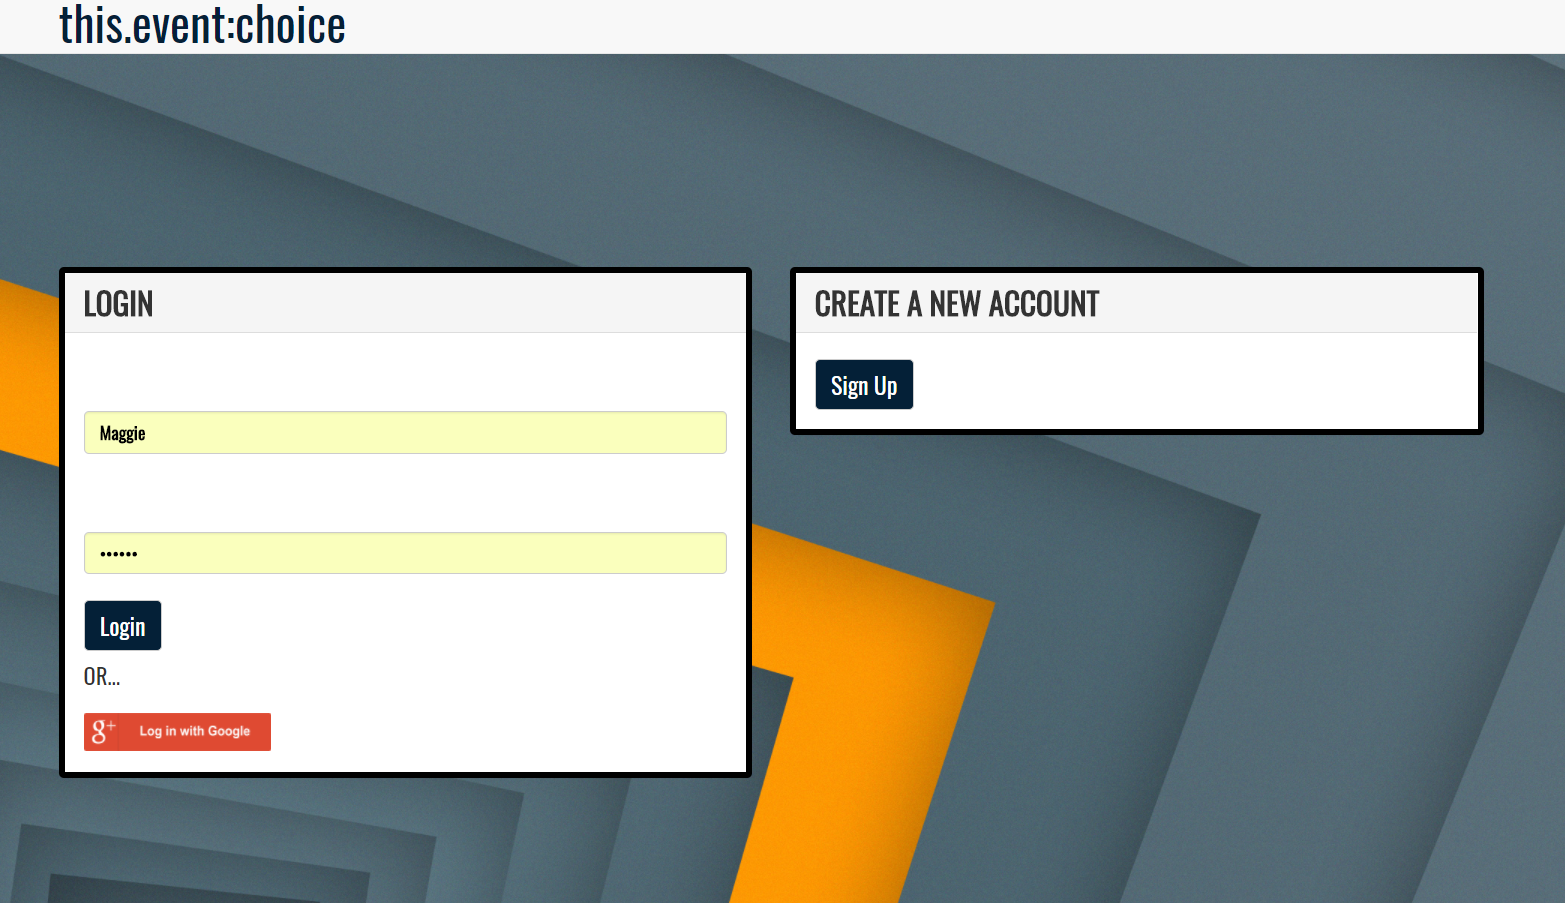 this.event:choice
LOGIN
Maggie
••••••
Login
OR...
g+ Log in with Google
CREATE A NEW ACCOUNT
Sign Up